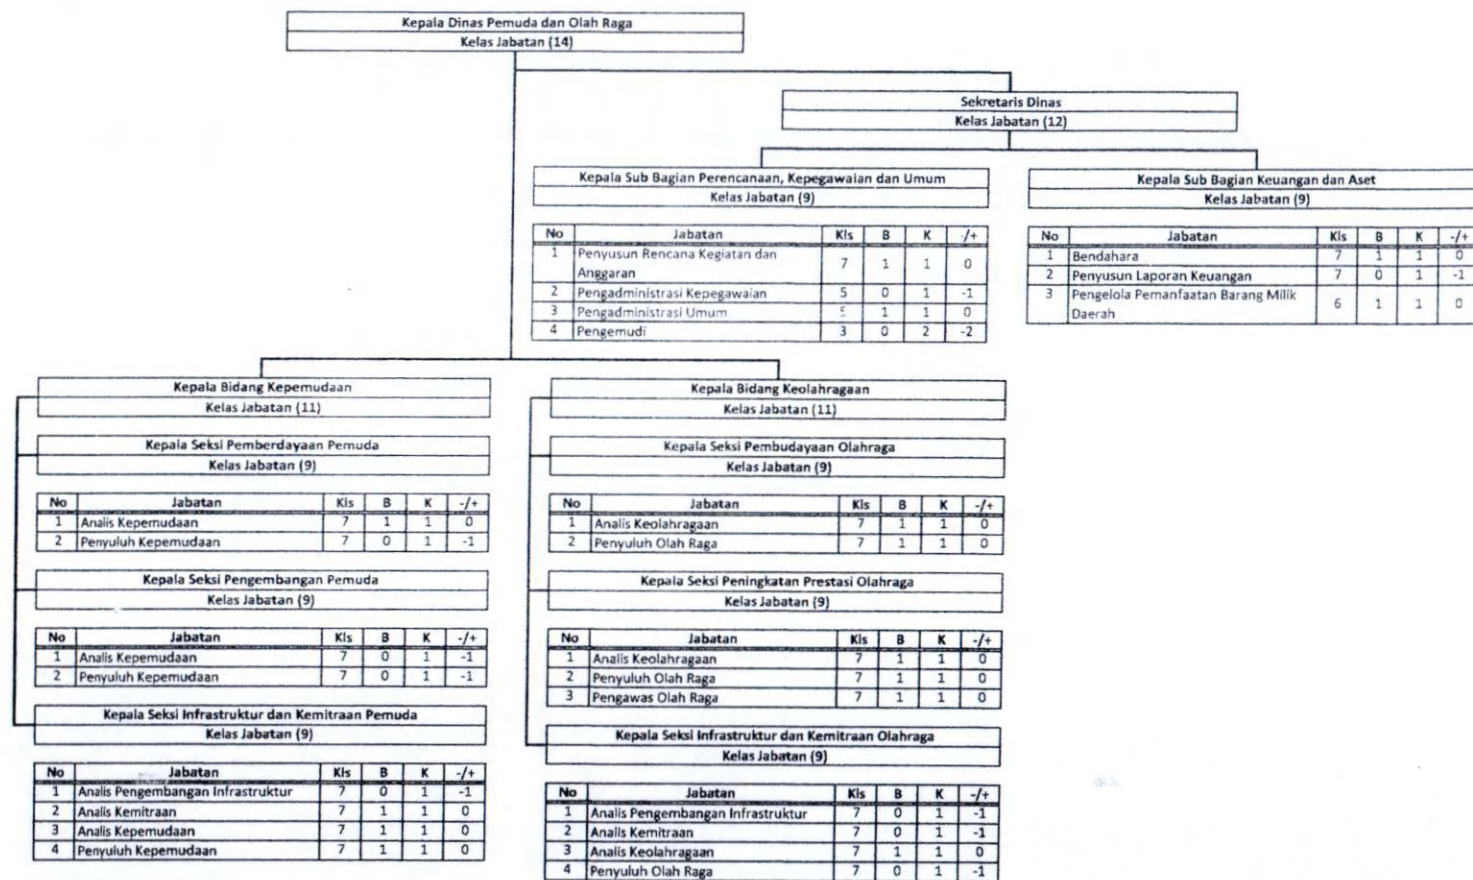 Kepala Dinas Pemuda dan Olah Raga
Kelas Jabatan (14)
Sekretaris Dinas
Kelas Jabatan (12)
Kepala Sub Bagian Perencanaan, Kepegawaian dan Umum
Kelas Jabatan (9)
No Jabatan Kls B K -/+
1 Penyusun Rencana Kegiatan dan
Anggaran 7 1 1 0
2 Pengadministrasi Kepegawaian 5 0 1 -1
3 Pengadministrasi Umum 5 1 1 0
4 Pengemudi 3 0 2 -2
Kepala Sub Bagian Keuangan dan Aset
Kelas Jabatan (9)
No Jabatan Kls B K -/+
1 Bendahara 7 1 1 0
2 Penyusun Laporan Keuangan 7 0 1 -1
3 Pengelola Pemanfaatan Barang Milik
Daerah 6 1 1 0
Kepala Bidang Kepemudaan
Kelas Jabatan (11)
Kepala Seksi Pemberdayaan Pemuda
Kelas Jabatan (9)
No Jabatan Kls B K -/+
1 Analis Kepemudaan 7 1 1 0
2 Penyuluh Kepemudaan 7 0 1 -1
Kepala Seksi Pengembangan Pemuda
Kelas Jabatan (9)
No Jabatan Kls B K -/+
1 Analis Kepemudaan 7 0 1 -1
2 Penyuluh Kepemudaan 7 0 1 -1
Kepala Seksi Infrastruktur dan Kemitraan Pemuda
Kelas Jabatan (9)
No Jabatan Kls B K -/+
1 Analis Pengembangan Infrastruktur 7 0 1 -1
2 Analis Kemitraan 7 1 1 0
3 Analis Kepemudaan 7 1 1 0
4 Penyuluh Kepemudaan 7 1 1 0
Kepala Bidang Keolahragaan
Kelas Jabatan (11)
Kepala Seksi Pembudayaan Olahraga
Kelas Jabatan (9)
No Jabatan Kls B K -/+
1 Analis Keolahragaan 7 1 1 0
2 Penyuluh Olah Raga 7 1 1 0
Kepala Seksi Peningkatan Prestasi Olahraga
Kelas Jabatan (9)
No Jabatan Kls B K -/+
1 Analis Keolahragaan 7 1 1 0
2 Penyuluh Olah Raga 7 1 1 0
3 Pengawas Olah Raga 7 1 1 0
Kepala Seksi Infrastruktur dan Kemitraan Olahraga
Kelas Jabatan (9)
No Jabatan Kls B K -/+
1 Analis Pengembangan Infrastruktur 7 0 1 -1
2 Analis Kemitraan 7 0 1 -1
3 Analis Keolahragaan 7 1 1 0
4 Penyuluh Olah Raga 7 0 1 -1